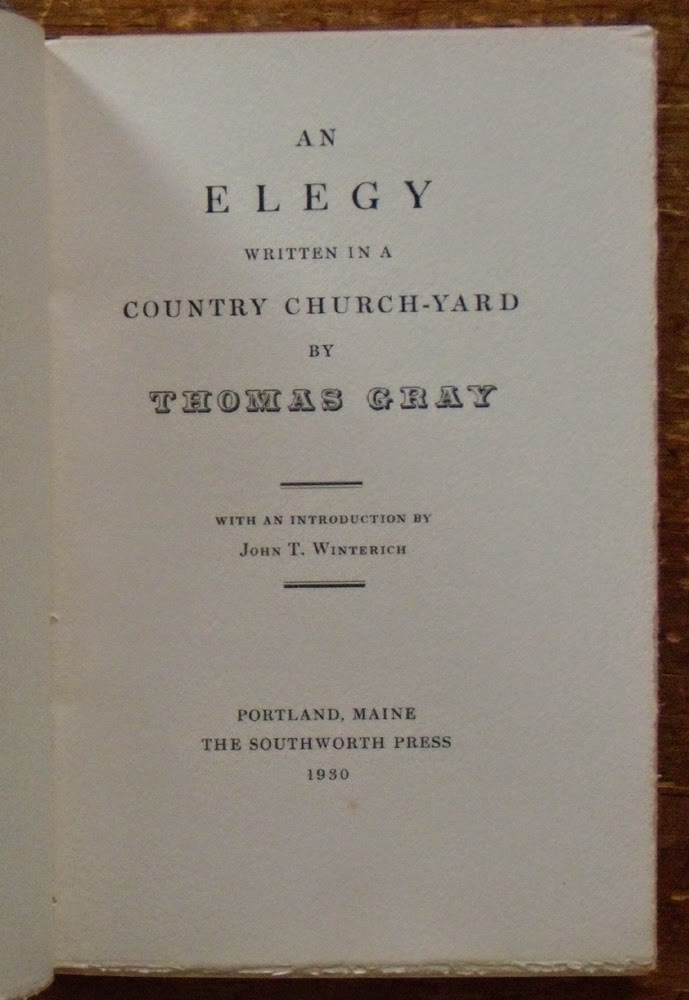 AN
ELEGY
WRITTEN IN A
COUNTRY CHURCH-YARD
BY
THOMAS GRAY
WITH AN INTRODUCTION BY
JOHN T. WINTERICH
PORTLAND, MAINE
THE SOUTHWORTH PRESS
1930